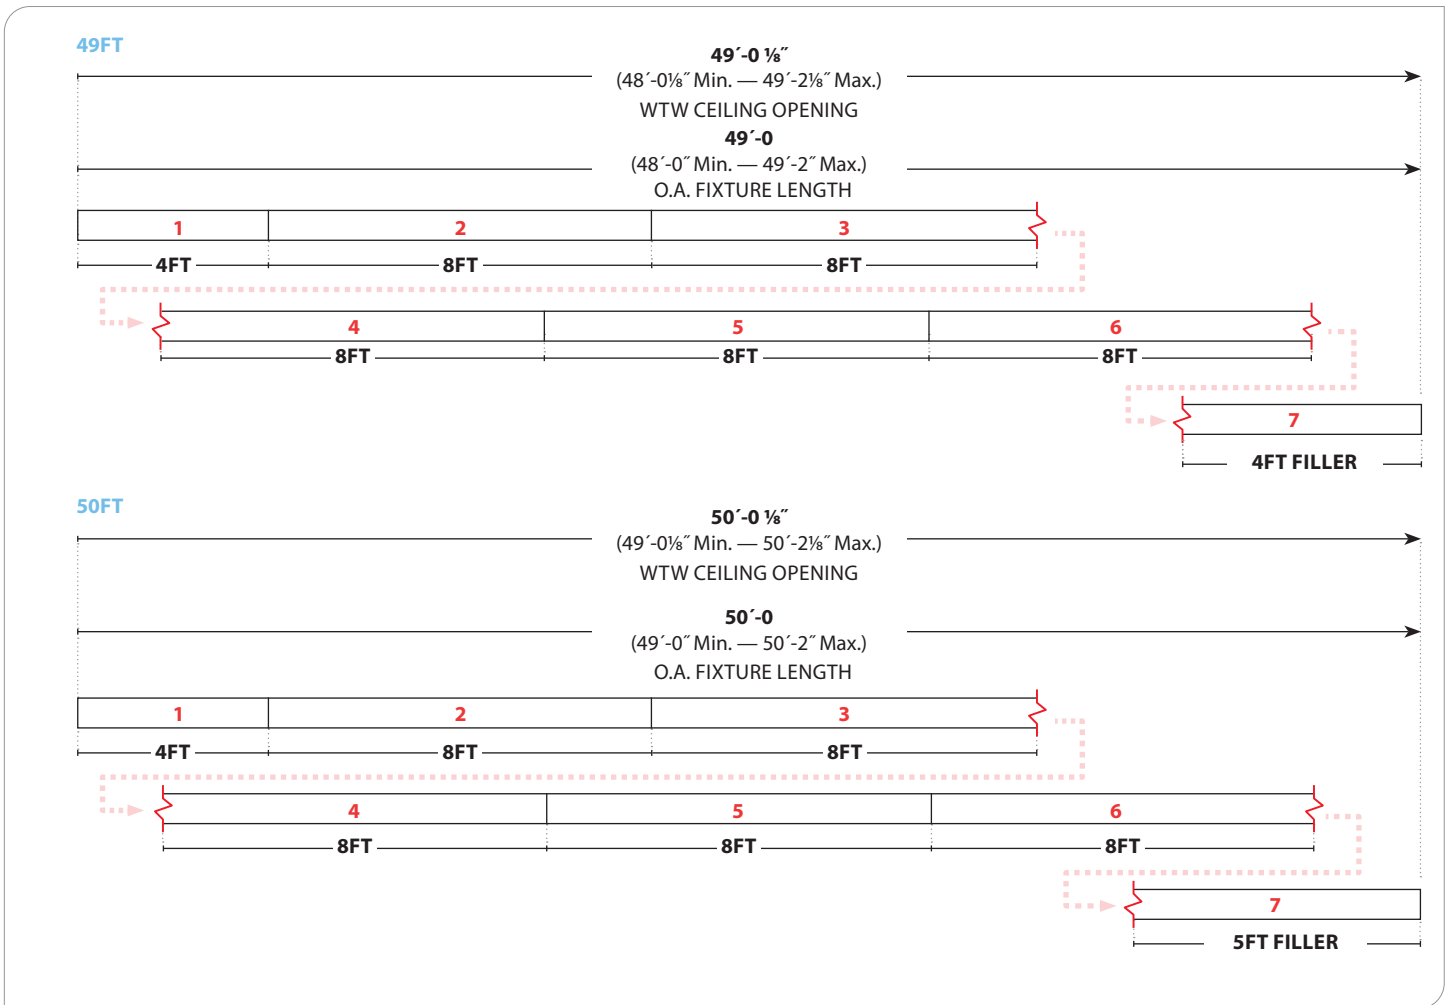 49FT
49´-0 ⅛˝
(48´-0⅛˝ Min. — 49´-2⅛˝ Max.)
WTW CEILING OPENING
49´-0
(48´-0˝ Min. — 49´-2˝ Max.)
O.A. FIXTURE LENGTH
1 2 3
4FT 8FT 8FT
4 5 6
8FT 8FT 8FT
7
4FT FILLER
50FT
50´-0 ⅛˝
(49´-0⅛˝ Min. — 50´-2⅛˝ Max.)
WTW CEILING OPENING
50´-0
(49´-0˝ Min. — 50´-2˝ Max.)
O.A. FIXTURE LENGTH
1 2 3
4FT 8FT 8FT
4 5 6
8FT 8FT 8FT
7
5FT FILLER